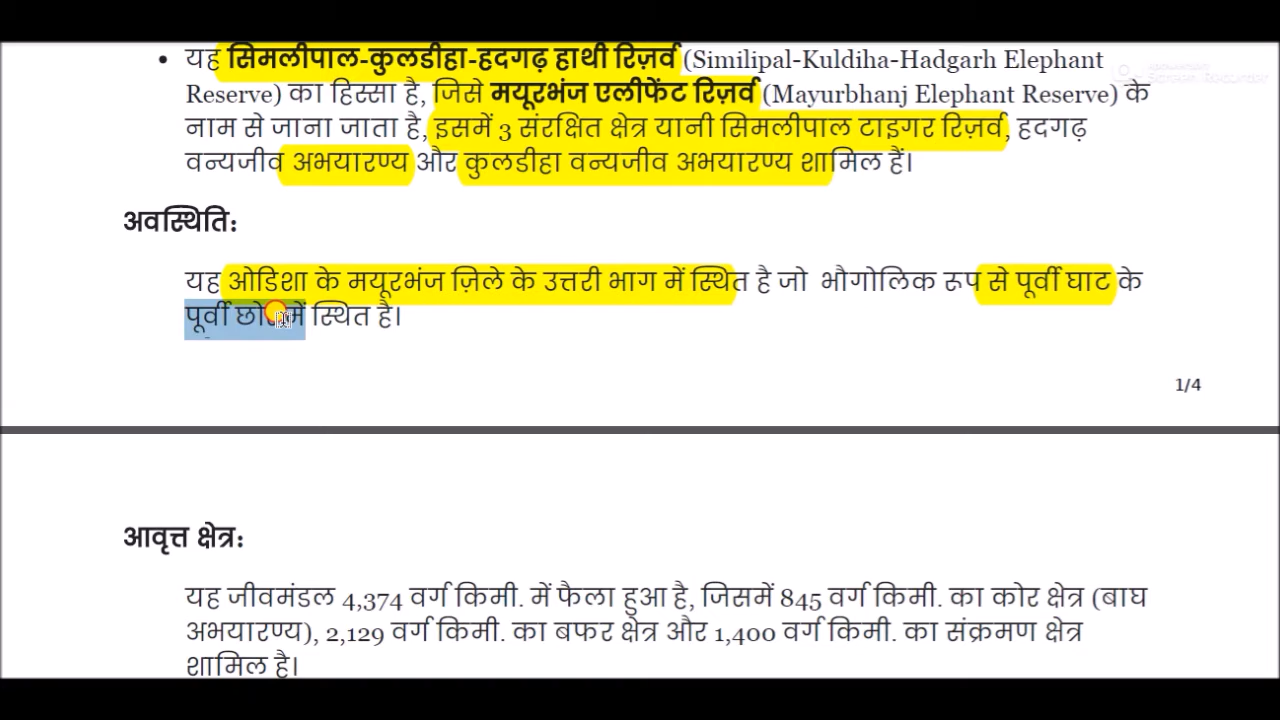 • यह सिमलीपाल-कुलडीहा-हदगढ़ हाथी रिज़र्व (Similipal-Kuldiha-Hadgarh Elephant
Reserve) का हिस्सा है, जिसे मयूरभंज एलीफेंट रिज़र्व (Mayurbhanj Elephant Reserve) के
नाम से जाना जाता है, इसमें 3 संरक्षित क्षेत्र यानी सिमलीपाल टाइगर रिज़र्व, हदगढ़
वन्यजीव अभयारण्य और कुलडीहा वन्यजीव अभयारण्य शामिल हैं।
अवस्थिति:
यह ओडिशा के मयूरभंज ज़िले के उत्तरी भाग में स्थित है जो भौगोलिक रूप से पूर्वी घाट के
पूर्वी में स्थित है।
1/4
आवृत्त क्षेत्र:
यह जीवमंडल 4,374 वर्ग किमी. में फैला हुआ है, जिसमें 845 वर्ग किमी. का कोर क्षेत्र (बाघ
अभयारण्य), 2,129 वर्ग किमी. का बफर क्षेत्र और 1,400 वर्ग किमी. का संक्रमण क्षेत्र
शामिल है।